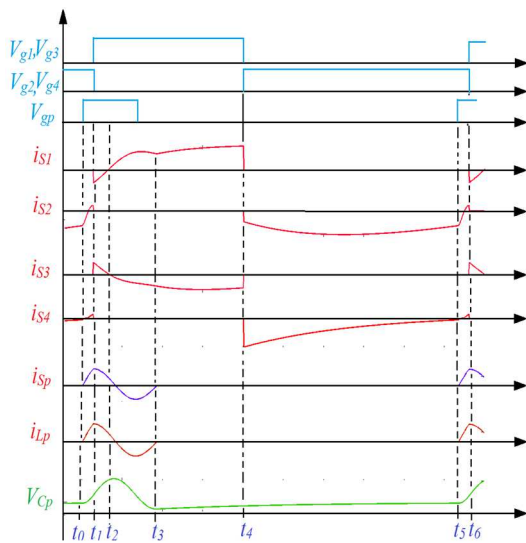 Vg1,Vg3
Vg2,Vg4
Vgp
iS1
iS2
iS3
iS4
iSp
iLp
VCp
t0 t1 t2 t3 t4 t5 t6